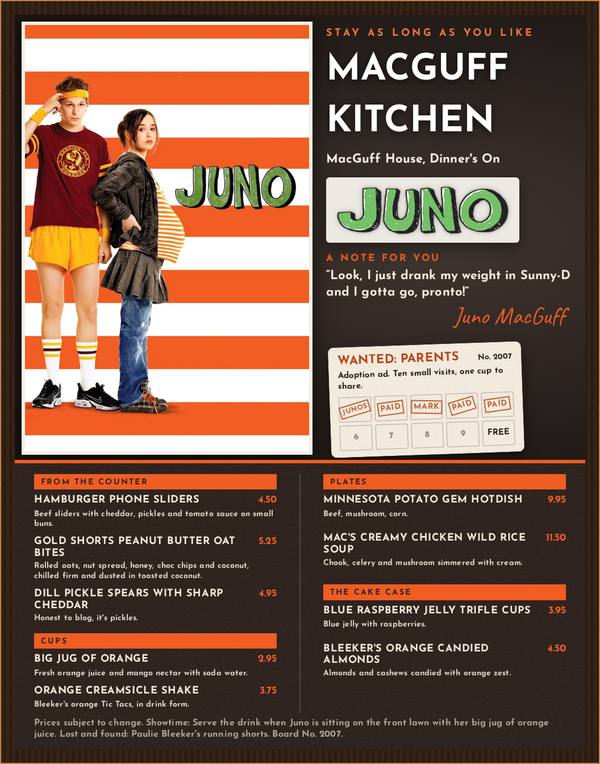 STAY AS LONG AS YOU LIKE
MACGUFF
KITCHEN
MacGuff House, Dinner's On
JUNO
JUNO
A NOTE FOR YOU
"Look, I just drank my weight in Sunny-D
and I gotta go, pronto!"
Juno MacGuff
WANTED: PARENTS No. 2007
Adoption ad. Ten small visits, one cup to
share.
JUNOS PAID MARK PAID PAID
6 7 8 9 FREE
FROM THE COUNTER
HAMBURGER PHONE SLIDERS 4.50
Beef sliders with cheddar, pickles and tomato sauce on small
buns.
GOLD SHORTS PEANUT BUTTER OAT 5.25
BITES
Rolled oats, nut spread, honey, choc chips and coconut,
chilled firm and dusted in toasted coconut.
DILL PICKLE SPEARS WITH SHARP 4.95
CHEDDAR
Honest to blog, it's pickles.
CUPS
BIG JUG OF ORANGE 2.95
Fresh orange juice and mango nectar with soda water.
ORANGE CREAMSICLE SHAKE 3.75
Bleeker's orange Tic Tacs, in drink form.
PLATES
MINNESOTA POTATO GEM HOTDISH 9.95
Beef, mushroom, corn.
MAC'S CREAMY CHICKEN WILD RICE 11.50
SOUP
Chook, celery and mushroom simmered with cream.
THE CAKE CASE
BLUE RASPBERRY JELLY TRIFLE CUPS 3.95
Blue jelly with raspberries.
BLEEKER'S ORANGE CANDIED 4.50
ALMONDS
Almonds and cashews candied with orange zest.
Prices subject to change. Showtime: Serve the drink when Juno is sitting on the front lawn with her big jug of orange
juice. Lost and found: Paulie Bleeker's running shorts. Board No. 2007.